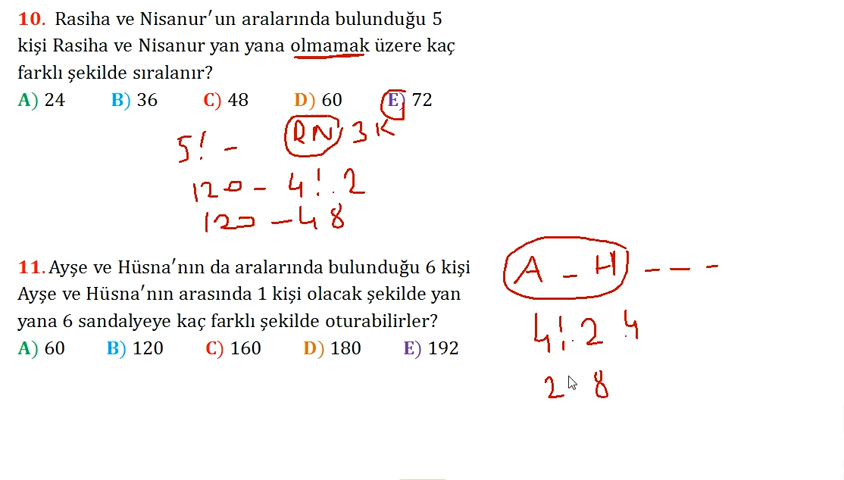 10. Rasiha ve Nisanur'un aralarında bulunduğu 5
kişi Rasiha ve Nisanur yan yana olmamak üzere kaç
farklı şekilde sıralanır?
A) 24 B) 36 C) 48 D) 60 E) 72
5! - RN, 3K
120 - 4!.2
120 - 48
11. Ayşe ve Hüsna'nın da aralarında bulunduğu 6 kişi
Ayşe ve Hüsna'nın arasında 1 kişi olacak şekilde yan
yana 6 sandalyeye kaç farklı şekilde oturabilirler?
A) 60 B) 120 C) 160 D) 180 E) 192
A _ H _ _ _
4!.2.4
2 8